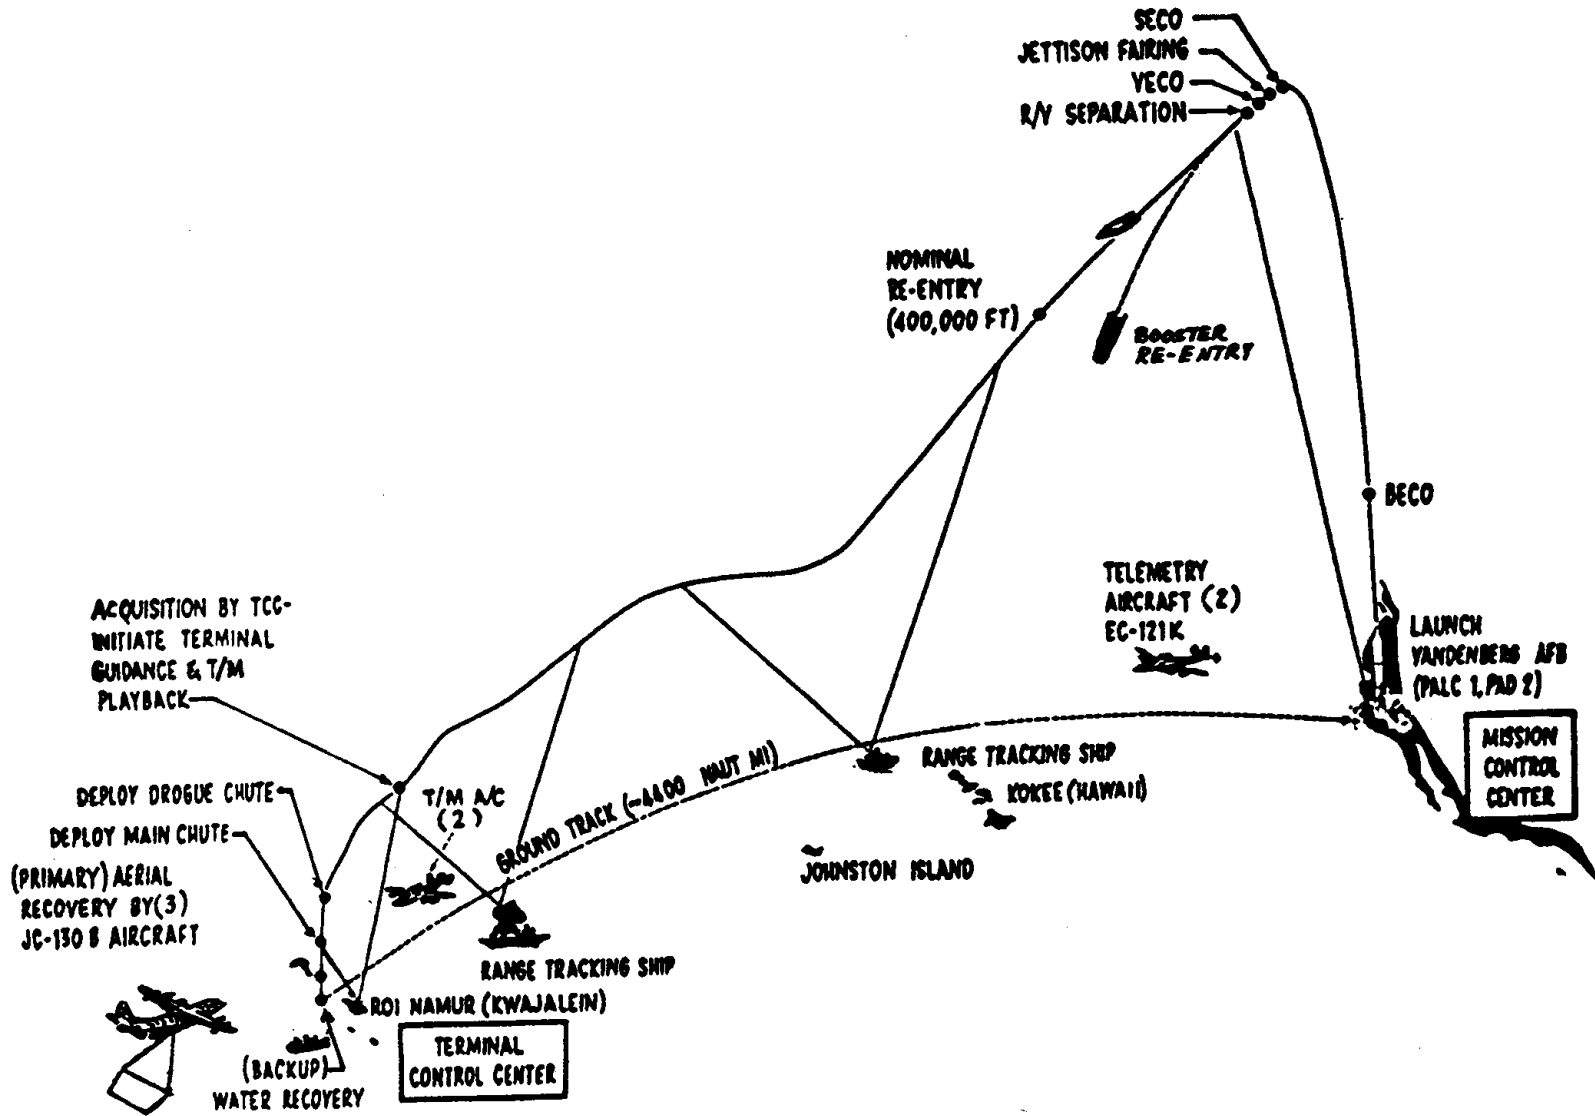 SECO
JETTISON FAIRING
VECO
R/V SEPARATION
NOMINAL
RE-ENTRY
(400,000 FT)
BOOSTER
RE-ENTRY
BECO
TELEMETRY
AIRCRAFT (2)
EC-121K
LAUNCH
VANDENBERG AFB
(PALC 1, PAD 2)
MISSION
CONTROL
CENTER
ACQUISITION BY TCC-
INITIATE TERMINAL
GUIDANCE & T/M
PLAYBACK
RANGE TRACKING SHIP
KOKEE (HAWAII)
JOHNSTON ISLAND
GROUND TRACK (~4400 NAUT MI)
T/M A/C
(2)
DEPLOY DROGUE CHUTE
DEPLOY MAIN CHUTE
(PRIMARY) AERIAL
RECOVERY BY (3)
JC-130 B AIRCRAFT
RANGE TRACKING SHIP
ROI NAMUR (KWAJALEIN)
TERMINAL
CONTROL CENTER
(BACKUP)
WATER RECOVERY